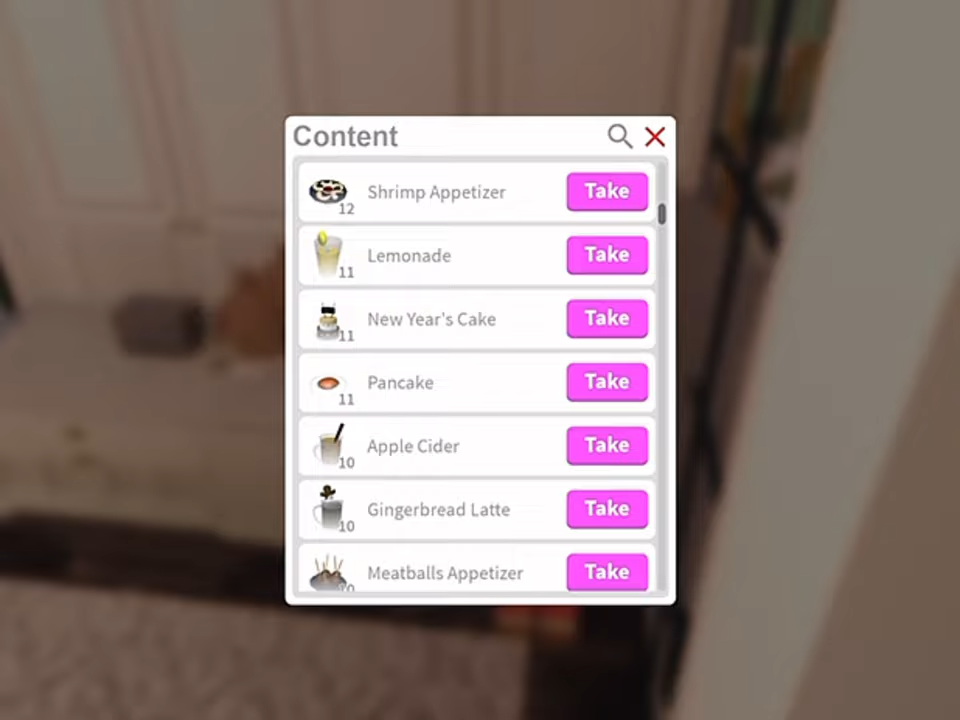 Content
Shrimp Appetizer
12
Take
Lemonade
11
Take
New Year's Cake
11
Take
Pancake
11
Take
Apple Cider
10
Take
Gingerbread Latte
10
Take
Meatballs Appetizer
Take